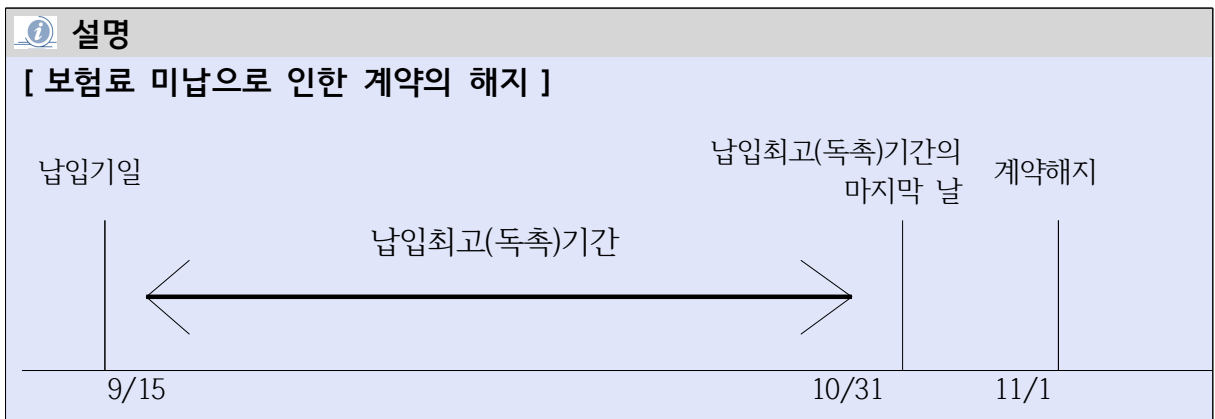 설명
[ 보험료 미납으로 인한 계약의 해지 ]
납입기일
납입최고(독촉)기간의
마지막 날
계약해지
납입최고(독촉)기간
9/15
10/31
11/1